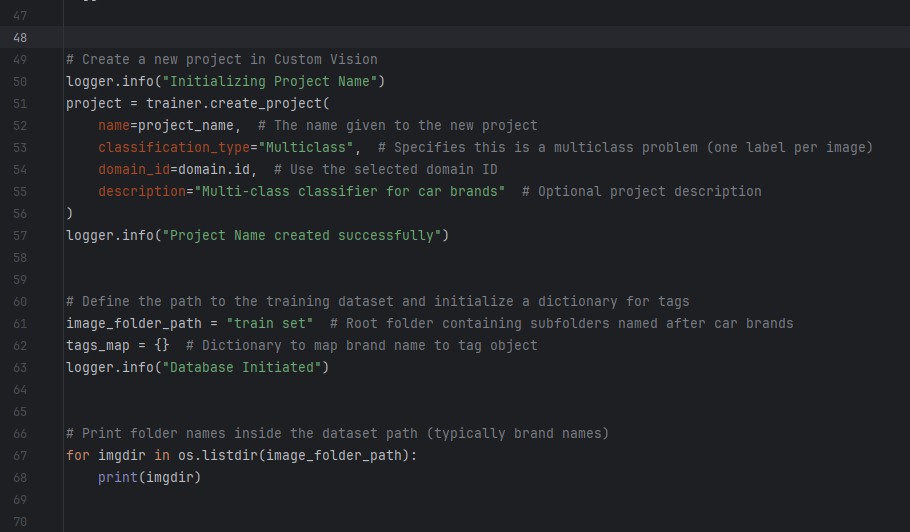 47
48
49 # Create a new project in Custom Vision
50 logger.info("Initializing Project Name")
51 project = trainer.create_project(
52     name=project_name,  # The name given to the new project
53     classification_type="Multiclass",  # Specifies this is a multiclass problem (one label per image)
54     domain_id=domain.id,  # Use the selected domain ID
55     description="Multi-class classifier for car brands"  # Optional project description
56 )
57 logger.info("Project Name created successfully")
58
59
60 # Define the path to the training dataset and initialize a dictionary for tags
61 image_folder_path = "train set"  # Root folder containing subfolders named after car brands
62 tags_map = {}  # Dictionary to map brand name to tag object
63 logger.info("Database Initiated")
64
65
66 # Print folder names inside the dataset path (typically brand names)
67 for imgdir in os.listdir(image_folder_path):
68     print(imgdir)
69
70